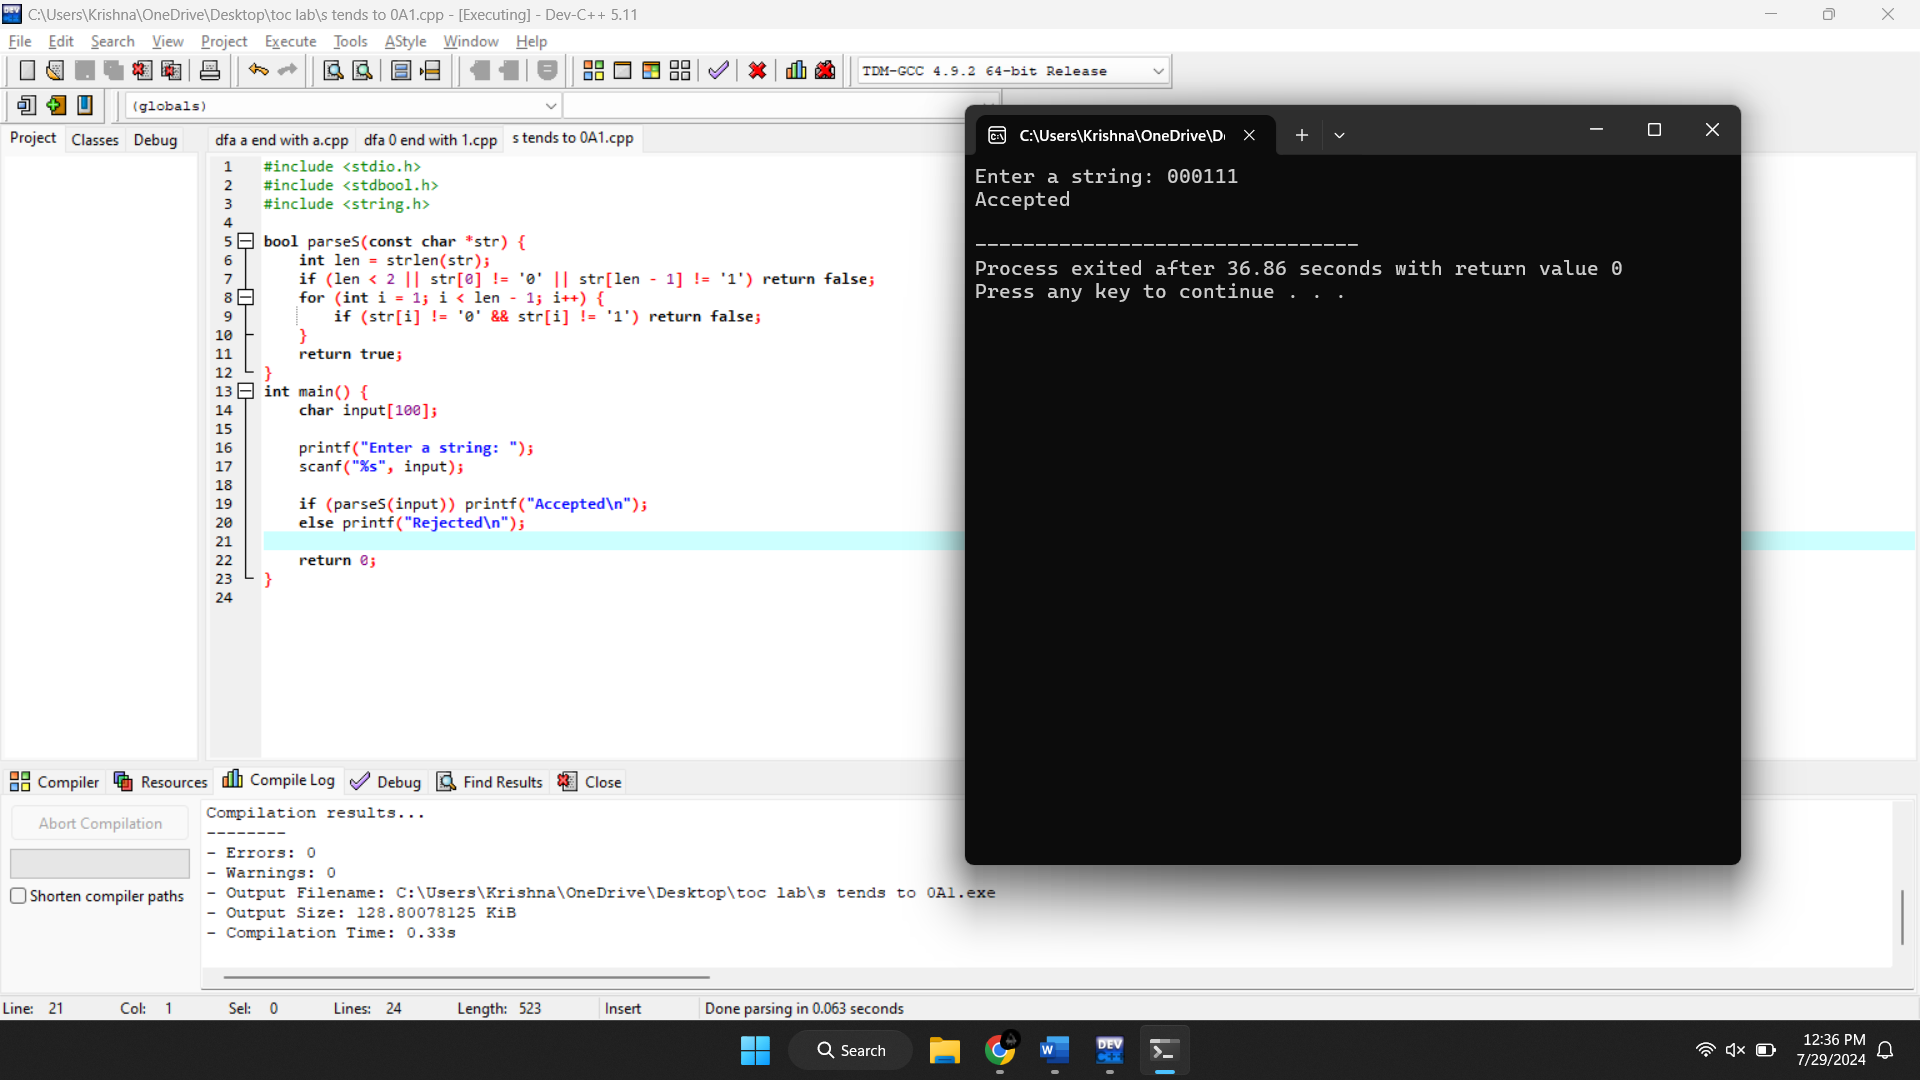 C:\Users\Krishna\OneDrive\Desktop\toc lab\s tends to 0A1.cpp - [Executing] - Dev-C++ 5.11
File Edit Search View Project Execute Tools AStyle Window Help
TDM-GCC 4.9.2 64-bit Release
(globals)
Project Classes Debug
dfa a end with a.cpp dfa 0 end with 1.cpp s tends to 0A1.cpp
1 #include <stdio.h>
2 #include <stdbool.h>
3 #include <string.h>
4
5 bool parseS(const char *str) {
6 int len = strlen(str);
7 if (len < 2 || str[0] != '0' || str[len - 1] != '1') return false;
8 for (int i = 1; i < len - 1; i++) {
9 if (str[i] != '0' && str[i] != '1') return false;
10 }
11 return true;
12 }
13 int main() {
14 char input[100];
15
16 printf("Enter a string: ");
17 scanf("%s", input);
18
19 if (parseS(input)) printf("Accepted\n");
20 else printf("Rejected\n");
21
22 return 0;
23 }
24
C:\Users\Krishna\OneDrive\D
Enter a string: 000111
Accepted
--------------------------------
Process exited after 36.86 seconds with return value 0
Press any key to continue . . .
Compiler Resources Compile Log Debug Find Results Close
Abort Compilation
Shorten compiler paths
Compilation results...
--------
- Errors: 0
- Warnings: 0
- Output Filename: C:\Users\Krishna\OneDrive\Desktop\toc lab\s tends to 0A1.exe
- Output Size: 128.80078125 KiB
- Compilation Time: 0.33s
Line: 21 Col: 1 Sel: 0 Lines: 24 Length: 523 Insert Done parsing in 0.063 seconds
Search
DEV
W
12:36 PM
7/29/2024